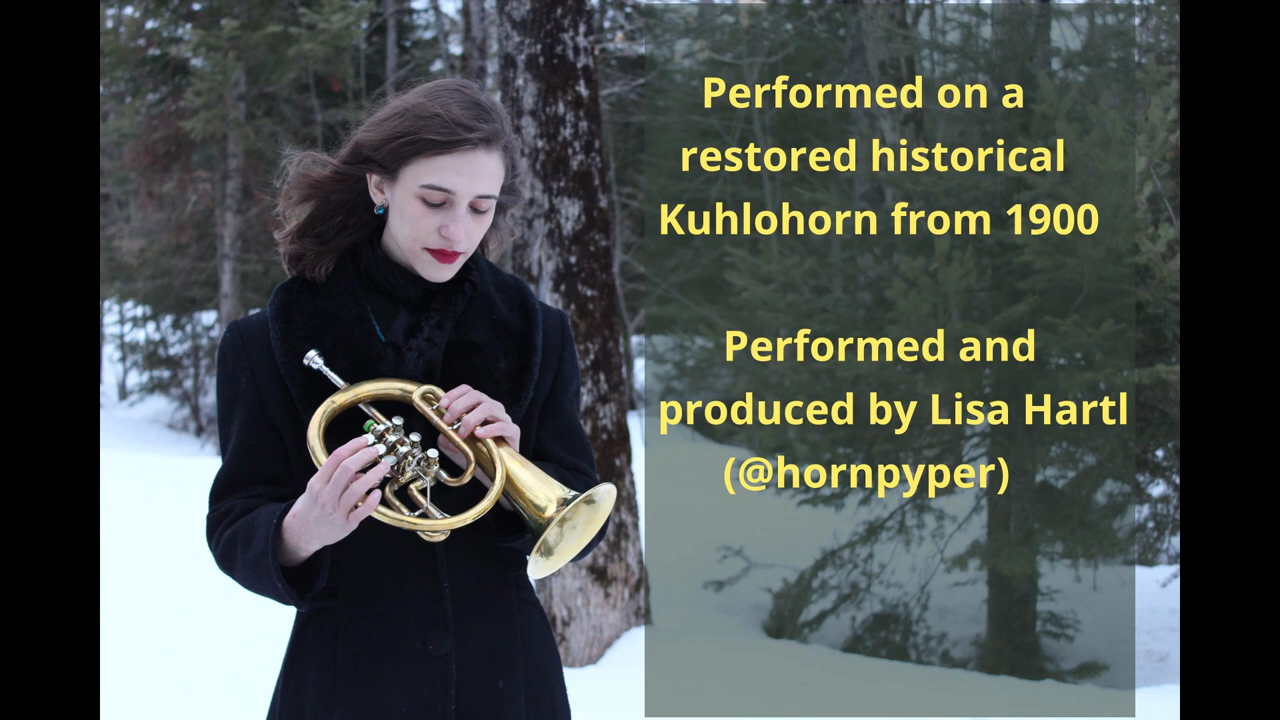 Performed on a
restored historical
Kuhlohorn from 1900
Performed and
produced by Lisa Hartl
(@hornpyper)